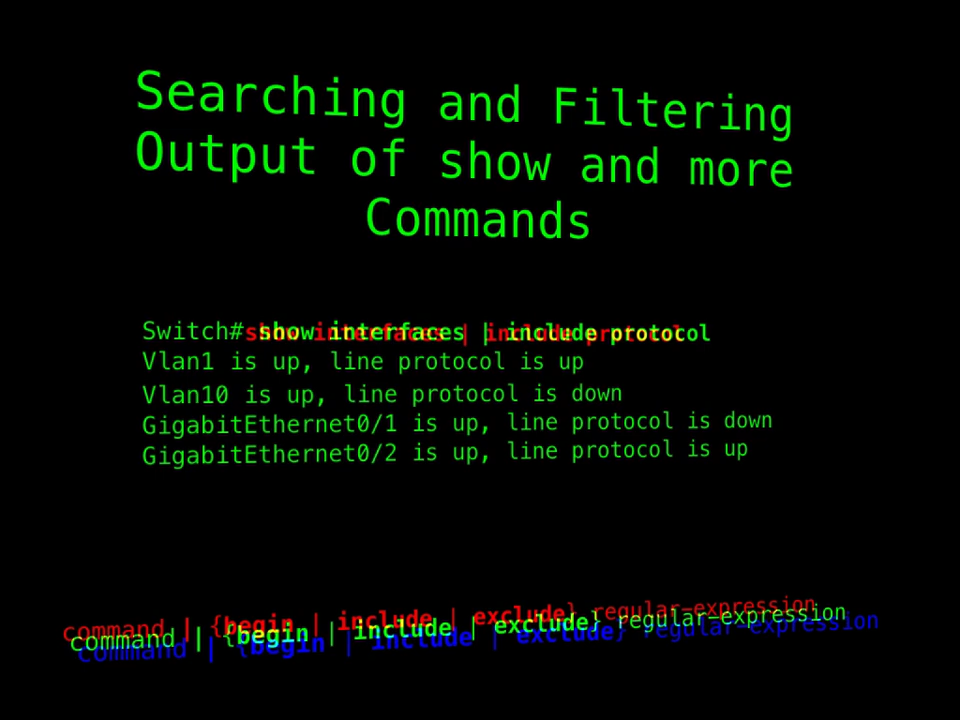 Searching and Filtering
Output of show and more
Commands
Switch#show interfaces | include protocol
Vlan1 is up, line protocol is up
Vlan10 is up, line protocol is down
GigabitEthernet0/1 is up, line protocol is down
GigabitEthernet0/2 is up, line protocol is up
command | {begin | include | exclude} regular-expression